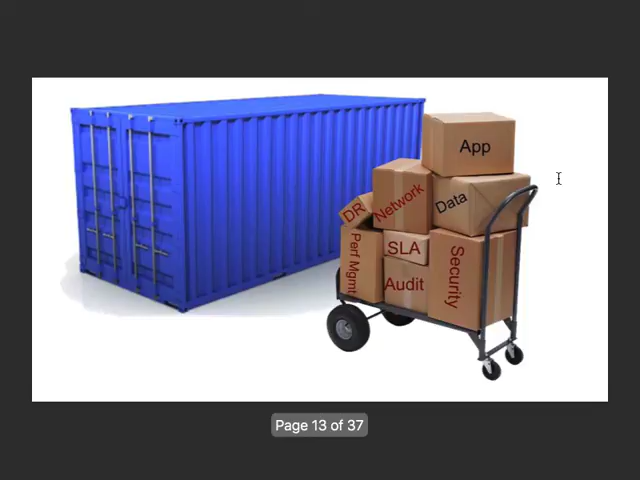 App
Network
Data
DR
SLA
Perf Mgmt
Audit
Security
Page 13 of 37